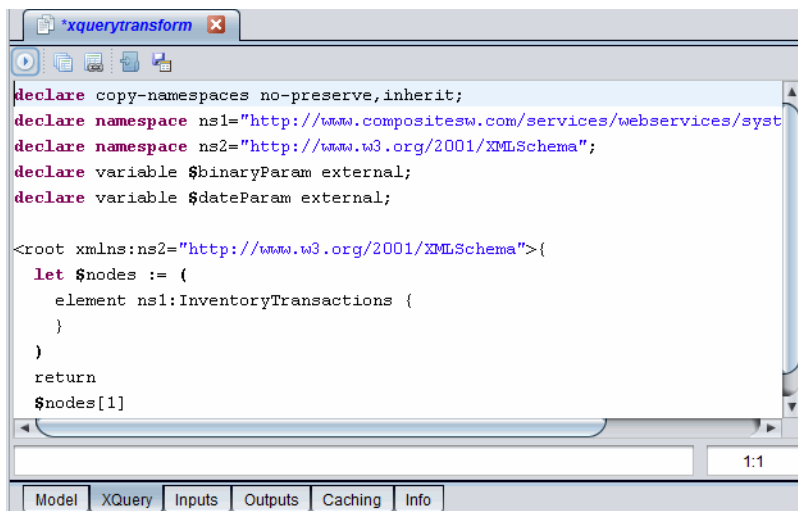 *xquerytransform
declare copy-namespaces no-preserve,inherit;
declare namespace ns1="http://www.compositesw.com/services/webservices/syst
declare namespace ns2="http://www.w3.org/2001/XMLSchema";
declare variable $binaryParam external;
declare variable $dateParam external;
<root xmlns:ns2="http://www.w3.org/2001/XMLSchema">{
let $nodes := (
element ns1:InventoryTransactions {
}
)
return
$nodes[1]
1:1
Model XQuery Inputs Outputs Caching Info